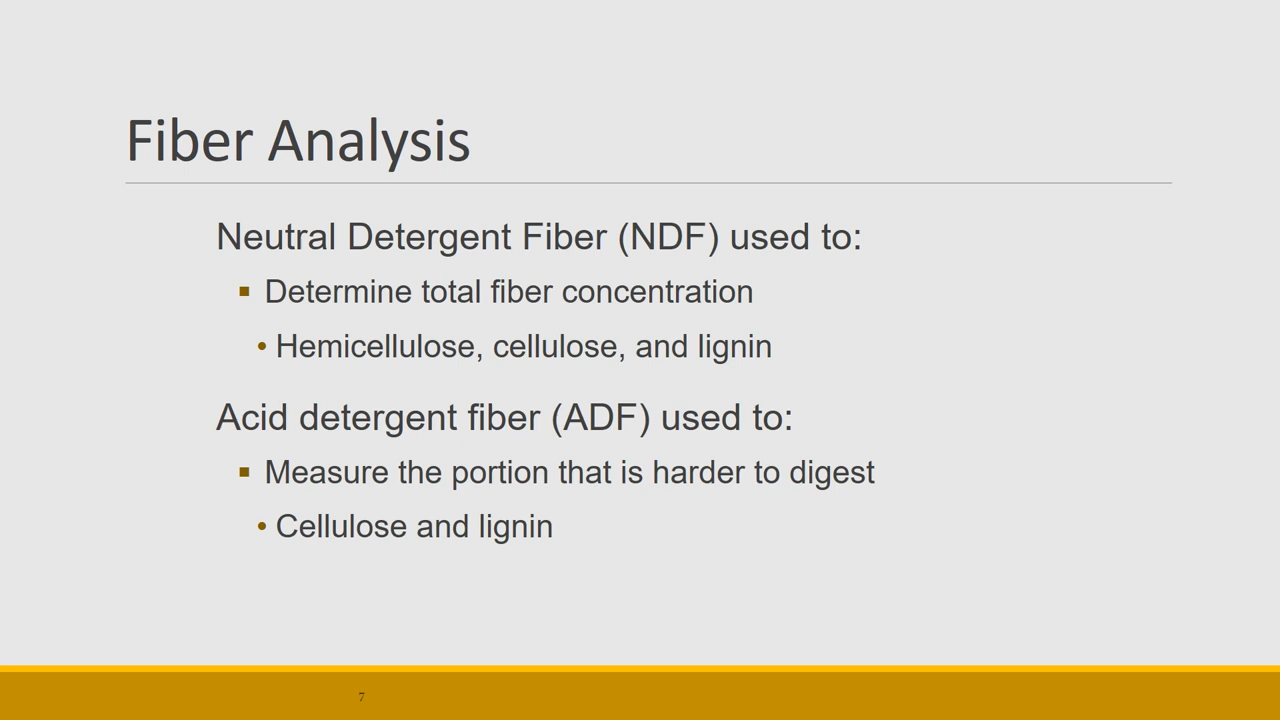 Fiber Analysis
Neutral Detergent Fiber (NDF) used to:
▪ Determine total fiber concentration
• Hemicellulose, cellulose, and lignin
Acid detergent fiber (ADF) used to:
▪ Measure the portion that is harder to digest
• Cellulose and lignin
7